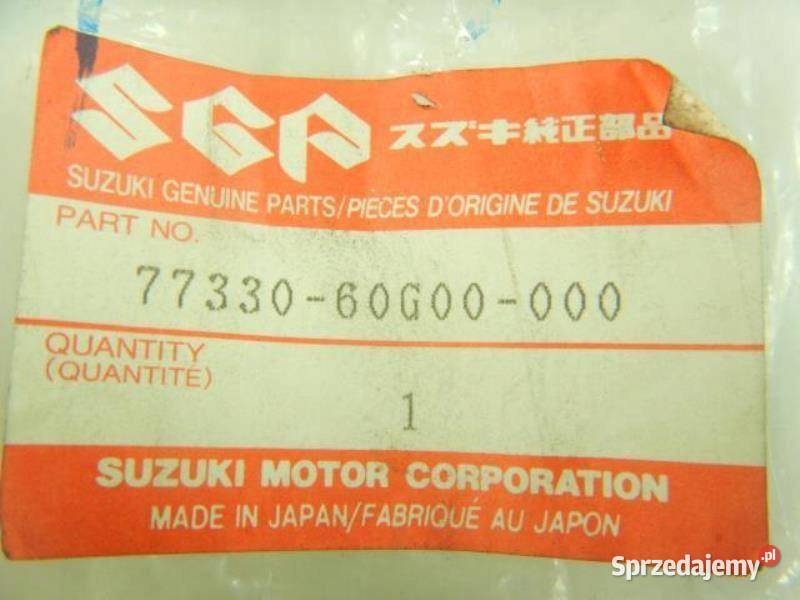 SGP スズキ純正部品
SUZUKI GENUINE PARTS/PIECES D'ORIGINE DE SUZUKI
PART NO.
77330-60G00-000
QUANTITY
(QUANTITÉ)
1
SUZUKI MOTOR CORPORATION
MADE IN JAPAN/FABRIQUÉ AU JAPON
Sprzedajemy.pl